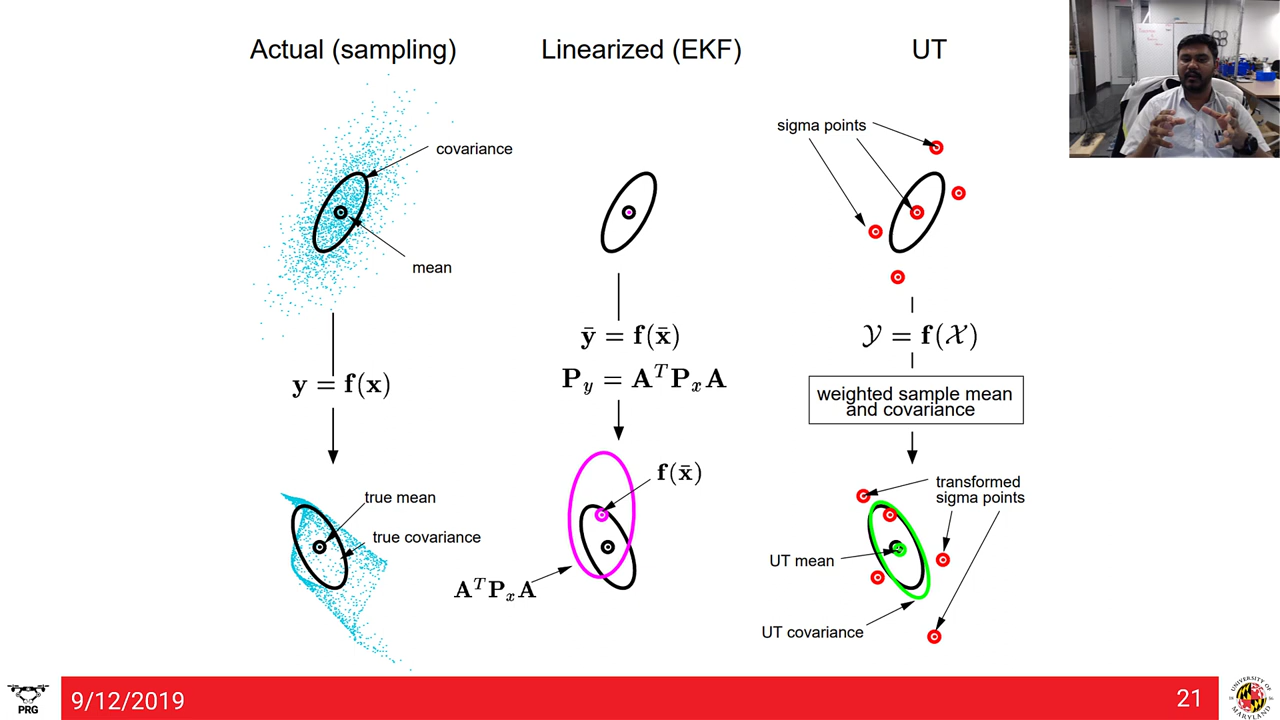 Actual (sampling)
Linearized (EKF)
UT
covariance
mean
sigma points
y = f(x)
ȳ = f(x̄)
P_y = A^T P_x A
𝒴 = f(𝒳)
weighted sample mean
and covariance
true mean
true covariance
f(x̄)
A^T P_x A
transformed
sigma points
UT mean
UT covariance
PRG
9/12/2019
21
UNIVERSITY OF
MARYLAND